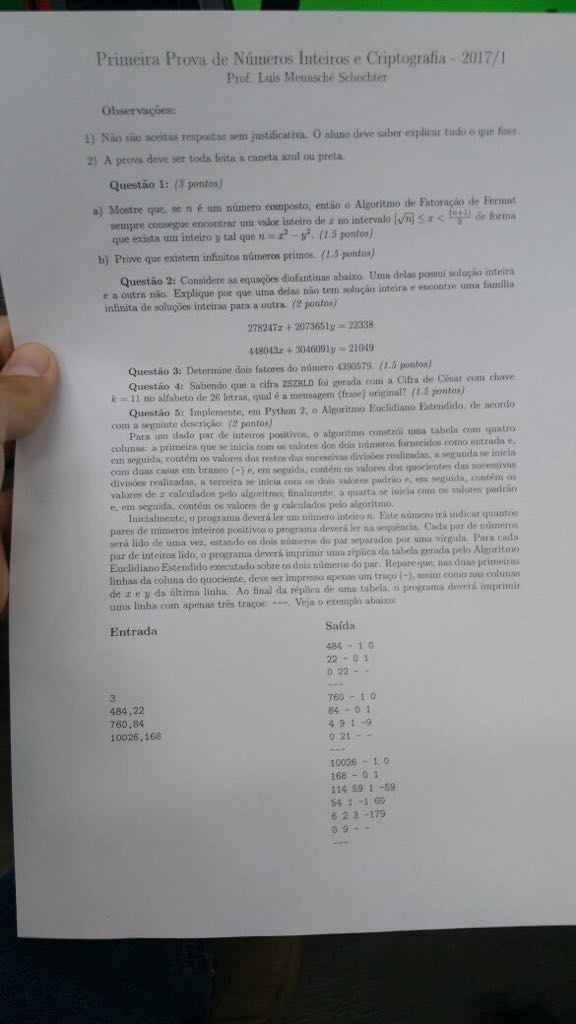 Primeira Prova de Números Inteiros e Criptografia - 2017/1
Prof. Luis Menasché Schechter
Observações:
1) Não são aceitas respostas sem justificativa. O aluno deve saber explicar tudo o que fizer.
2) A prova deve ser toda feita a caneta azul ou preta.
Questão 1: (3 pontos)
a) Mostre que, se n é um número composto, então o Algoritmo de Fatoração de Fermat
sempre consegue encontrar um valor inteiro de x no intervalo [√n] ≤ x < (n+1)/2 de forma
que exista um inteiro y tal que n = x² − y². (1.5 pontos)
b) Prove que existem infinitos números primos. (1.5 pontos)
Questão 2: Considere as equações diofantinas abaixo. Uma delas possui solução inteira
e a outra não. Explique por que uma delas não tem solução inteira e encontre uma família
infinita de soluções inteiras para a outra. (2 pontos)
278247x + 2073651y = 22338
448043x + 3046091y = 21049
Questão 3: Determine dois fatores do número 4390579. (1.5 pontos)
Questão 4: Sabendo que a cifra ZSZRLD foi gerada com a Cifra de César com chave
k = 11 no alfabeto de 26 letras, qual é a mensagem (frase) original? (1.5 pontos)
Questão 5: Implemente, em Python 2, o Algoritmo Euclidiano Estendido, de acordo
com a seguinte descrição: (2 pontos)
Para um dado par de inteiros positivos, o algoritmo constrói uma tabela com quatro
colunas: a primeira que se inicia com os valores dos dois números fornecidos como entrada e,
em seguida, contém os valores dos restos das sucessivas divisões realizadas, a segunda se inicia
com duas casas em branco (-) e, em seguida, contém os valores dos quocientes das sucessivas
divisões realizadas, a terceira se inicia com os dois valores padrão e, em seguida, contém os
valores de x calculados pelo algoritmo; finalmente, a quarta se inicia com os valores padrão
e, em seguida, contém os valores de y calculados pelo algoritmo.
Inicialmente, o programa deverá ler um número inteiro n. Este número irá indicar quantos
pares de números inteiros positivos o programa deverá ler na sequência. Cada par de números
será lido de uma vez, estando os dois números do par separados por uma vírgula. Para cada
par de inteiros lido, o programa deverá imprimir uma réplica da tabela gerada pelo Algoritmo
Euclidiano Estendido executado sobre os dois números do par. Repare que, nas duas primeiras
linhas da coluna do quociente, deve ser impresso apenas um traço (-), assim como nas colunas
de x e y da última linha. Ao final da réplica de uma tabela, o programa deverá imprimir
uma linha com apenas três traços: ---. Veja o exemplo abaixo:
Entrada
3
484,22
760,84
10026,168
Saída
484 - 1 0
22 - 0 1
0 22 - -
---
760 - 1 0
84 - 0 1
4 9 1 -9
0 21 - -
---
10026 - 1 0
168 - 0 1
114 59 1 -59
54 1 -1 60
6 2 3 -179
0 9 - -
---